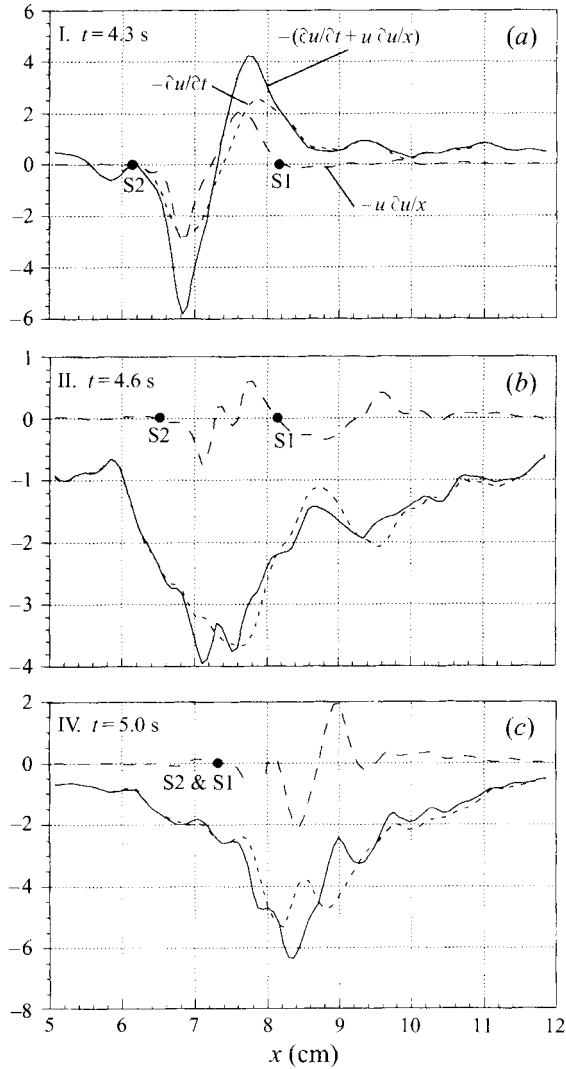 6
I. t = 4.3 s
−(∂u/∂t + u ∂u/x)
(a)
4
−∂u/∂t
2
0
S2
S1
−u ∂u/x
−2
−4
−6
1
II. t = 4.6 s
(b)
0
S2
S1
−1
−2
−3
−4
2
IV. t = 5.0 s
(c)
0
S2 & S1
−2
−4
−6
−8
5 6 7 8 9 10 11 12
x (cm)